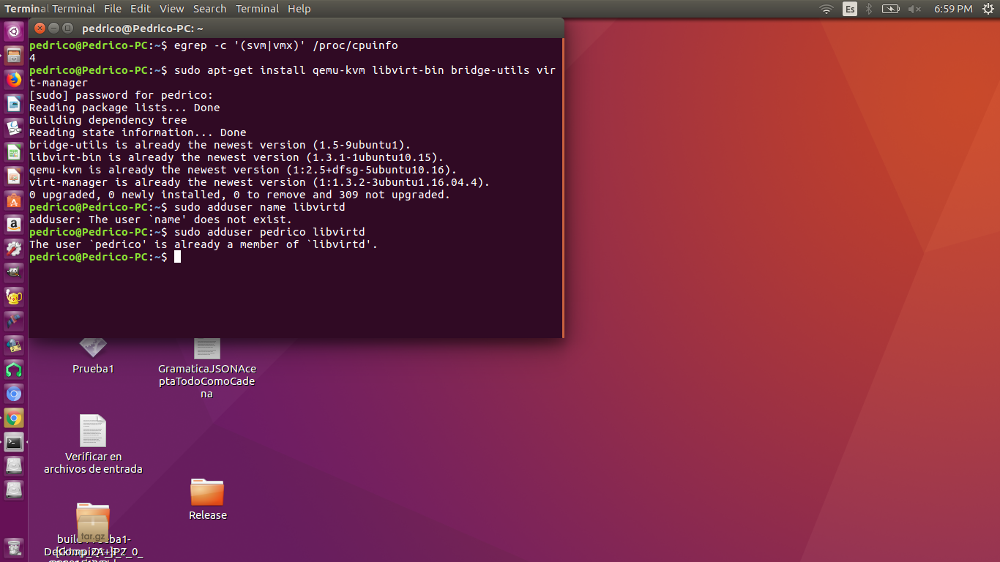 Terminal Terminal File Edit View Search Terminal Help Es 6:59 PM
pedrico@Pedrico-PC: ~
pedrico@Pedrico-PC:~$ egrep -c '(svm|vmx)' /proc/cpuinfo
4
pedrico@Pedrico-PC:~$ sudo apt-get install qemu-kvm libvirt-bin bridge-utils vir
t-manager
[sudo] password for pedrico:
Reading package lists... Done
Building dependency tree
Reading state information... Done
bridge-utils is already the newest version (1.5-9ubuntu1).
libvirt-bin is already the newest version (1.3.1-1ubuntu10.15).
qemu-kvm is already the newest version (1:2.5+dfsg-5ubuntu10.16).
virt-manager is already the newest version (1:1.3.2-3ubuntu1.16.04.4).
0 upgraded, 0 newly installed, 0 to remove and 309 not upgraded.
pedrico@Pedrico-PC:~$ sudo adduser name libvirtd
adduser: The user `name' does not exist.
pedrico@Pedrico-PC:~$ sudo adduser pedrico libvirtd
The user `pedrico' is already a member of `libvirtd'.
pedrico@Pedrico-PC:~$
Prueba1
GramaticaJSONAce
ptaTodoComoCade
na
Verificar en
archivos de entrada
Release
tar.gz